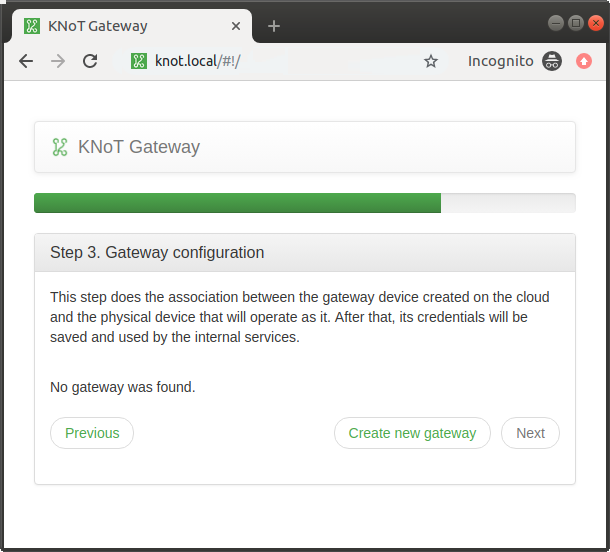 KNoT Gateway
knot.local/#!/
Incognito
KNoT Gateway
Step 3. Gateway configuration
This step does the association between the gateway device created on the cloud
and the physical device that will operate as it. After that, its credentials will be
saved and used by the internal services.
No gateway was found.
Previous
Create new gateway
Next